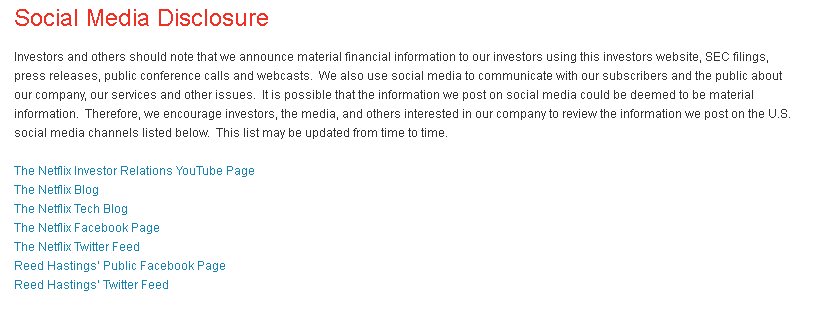 Social Media Disclosure
Investors and others should note that we announce material financial information to our investors using this investors website, SEC filings,
press releases, public conference calls and webcasts.  We also use social media to communicate with our subscribers and the public about
our company, our services and other issues.  It is possible that the information we post on social media could be deemed to be material
information.  Therefore, we encourage investors, the media, and others interested in our company to review the information we post on the U.S.
social media channels listed below.  This list may be updated from time to time.
The Netflix Investor Relations YouTube Page
The Netflix Blog
The Netflix Tech Blog
The Netflix Facebook Page
The Netflix Twitter Feed
Reed Hastings' Public Facebook Page
Reed Hastings' Twitter Feed